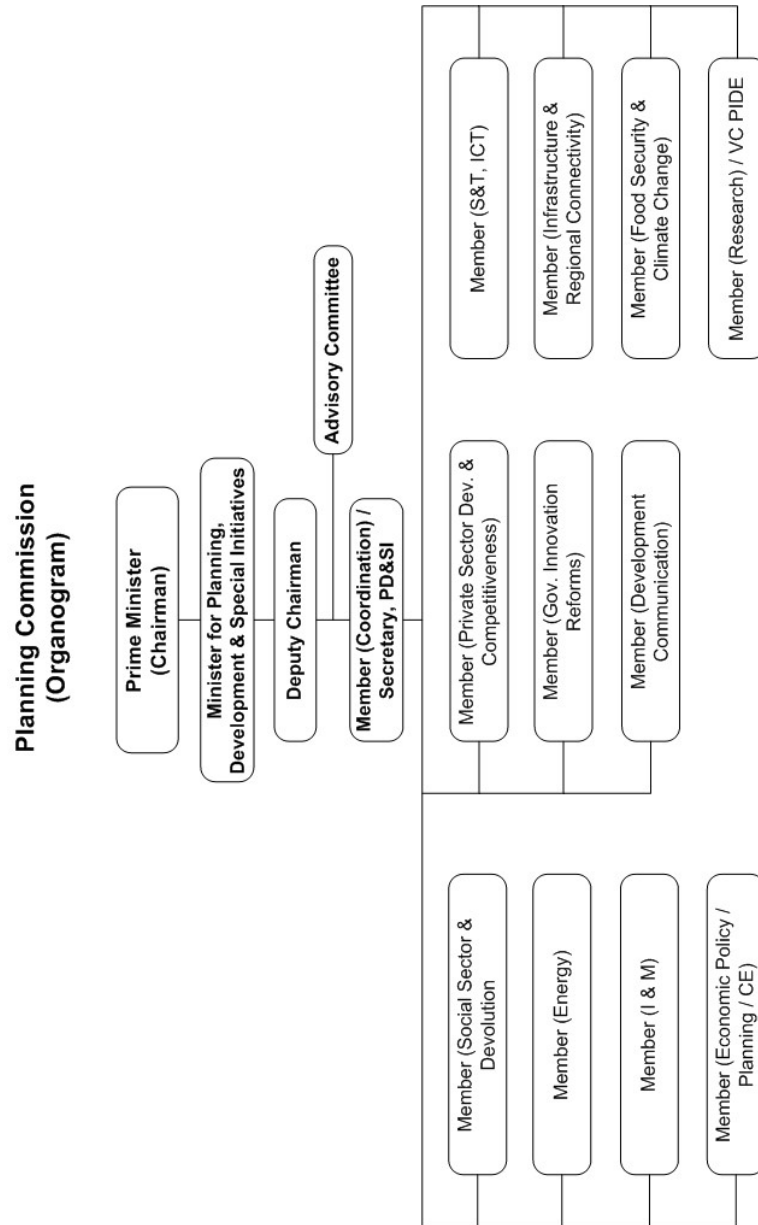 Planning Commission
(Organogram)
Prime Minister
(Chairman)
Minister for Planning,
Development & Special Initiatives
Deputy Chairman
Advisory Committee
Member (Coordination) /
Secretary, PD&SI
Member (Social Sector &
Devolution
Member (Energy)
Member (I & M)
Member (Economic Policy /
Planning / CE)
Member (Private Sector Dev. &
Competitiveness)
Member (Gov. Innovation
Reforms)
Member (Development
Communication)
Member (S&T, ICT)
Member (Infrastructure &
Regional Connectivity)
Member (Food Security &
Climate Change)
Member (Research) / VC PIDE